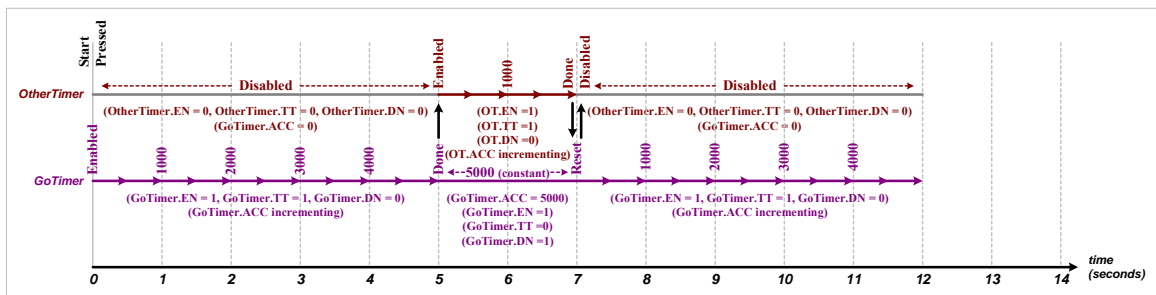 Start
Pressed
Enabled
1000
Done
Disabled
Disabled
Disabled
OtherTimer
(OtherTimer.EN = 0, OtherTimer.TT = 0, OtherTimer.DN = 0)
(GoTimer.ACC = 0)
(OT.EN =1)
(OT.TT =1)
(OT.DN =0)
(OT.ACC incrementing)
(OtherTimer.EN = 0, OtherTimer.TT = 0, OtherTimer.DN = 0)
(GoTimer.ACC = 0)
Enabled
1000
2000
3000
4000
Done
5000 (constant)
Reset
1000
2000
3000
4000
GoTimer
(GoTimer.EN = 1, GoTimer.TT = 1, GoTimer.DN = 0)
(GoTimer.ACC incrementing)
(GoTimer.ACC = 5000)
(GoTimer.EN =1)
(GoTimer.TT =0)
(GoTimer.DN =1)
(GoTimer.EN = 1, GoTimer.TT = 1, GoTimer.DN = 0)
(GoTimer.ACC incrementing)
time
(seconds)
0 1 2 3 4 5 6 7 8 9 10 11 12 13 14